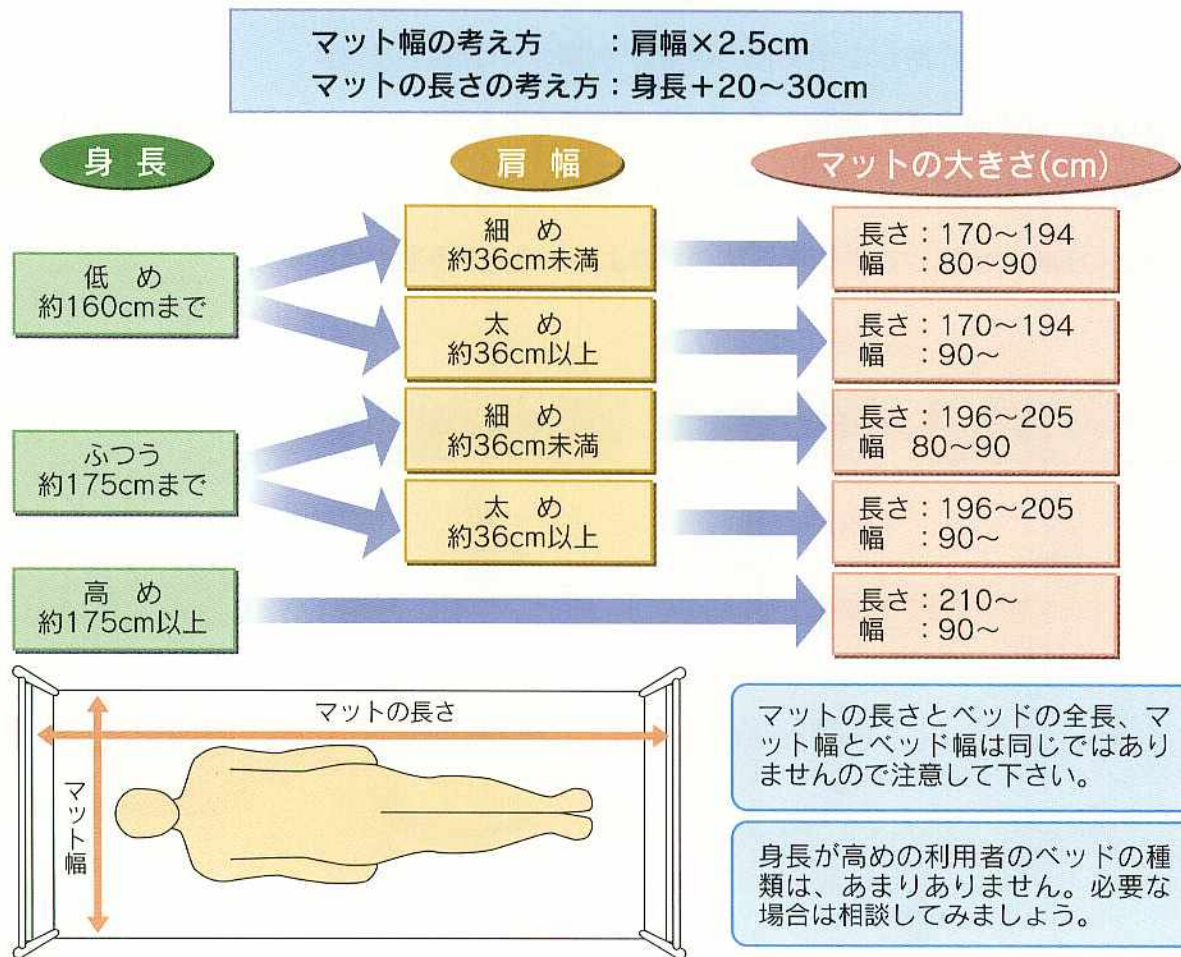 マット幅の考え方　　：肩幅×2.5cm
マットの長さの考え方：身長＋20～30cm
身　長
肩　幅
マットの大きさ(cm)
低　め
約160cmまで
細　め
約36cm未満
長さ：170～194
幅　：80～90
太　め
約36cm以上
長さ：170～194
幅　：90～
ふつう
約175cmまで
細　め
約36cm未満
長さ：196～205
幅　80～90
太　め
約36cm以上
長さ：196～205
幅　：90～
高　め
約175cm以上
長さ：210～
幅　：90～
マットの長さ
マット幅
マットの長さとベッドの全長、マ
ット幅とベッド幅は同じではあり
ませんので注意して下さい。
身長が高めの利用者のベッドの種
類は、あまりありません。必要な
場合は相談してみましょう。